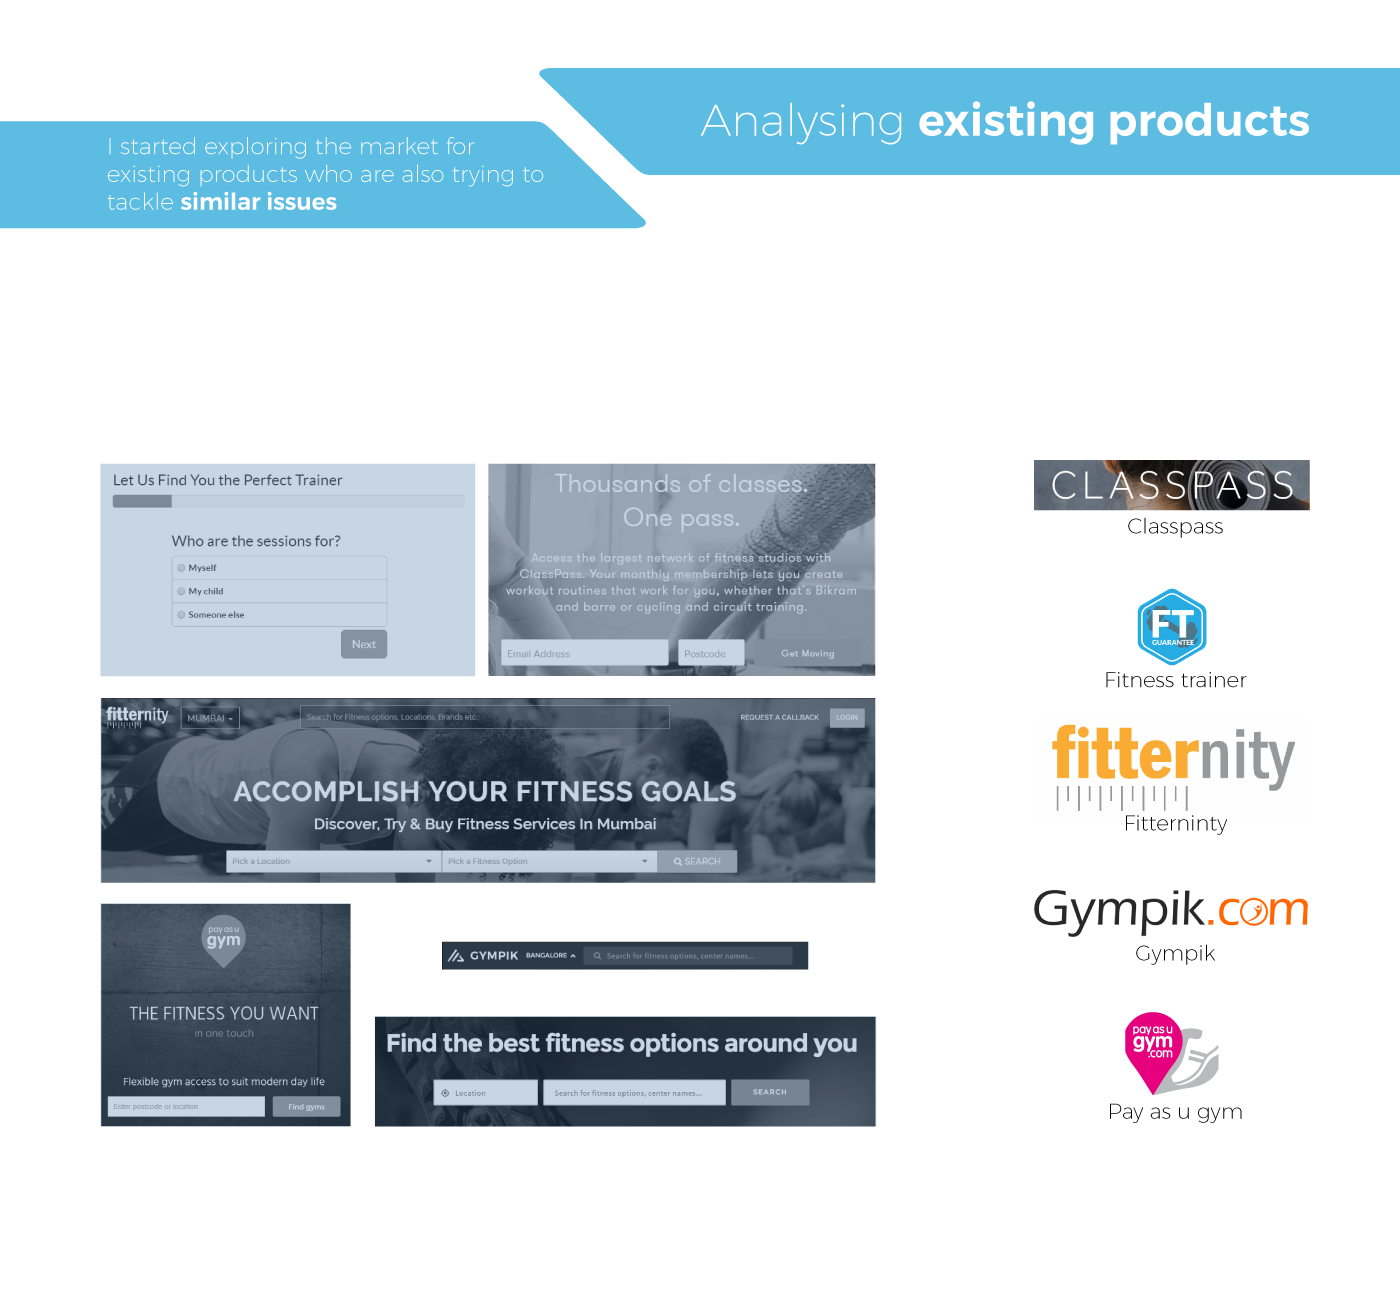 Analysing existing products
I started exploring the market for
existing products who are also trying to
tackle similar issues
Let Us Find You the Perfect Trainer
Who are the sessions for?
Myself
My child
Someone else
Next
Thousands of classes.
One pass.
Access the largest network of fitness studios with
ClassPass. Your monthly membership lets you create
workout routines that work for you, whether that's Bikram
and barre or cycling and circuit training.
Email Address
Postcode
Get Moving
fitternity
MUMBAI
Search for Fitness options, Locations, Brands etc.
REQUEST A CALLBACK
LOGIN
ACCOMPLISH YOUR FITNESS GOALS
Discover, Try & Buy Fitness Services In Mumbai
Pick a Location
Pick a Fitness Option
SEARCH
pay as u
gym
THE FITNESS YOU WANT
in one touch
Flexible gym access to suit modern day life
Enter postcode or location
Find gyms
GYMPIK
BANGALORE
Search for fitness options, center names...
Find the best fitness options around you
Location
Search for fitness options, center names...
SEARCH
CLASSPASS
Classpass
FT
GUARANTEE
Fitness trainer
fitternity
Fitterninty
Gympik.com
Gympik
pay as u
gym
.com
Pay as u gym